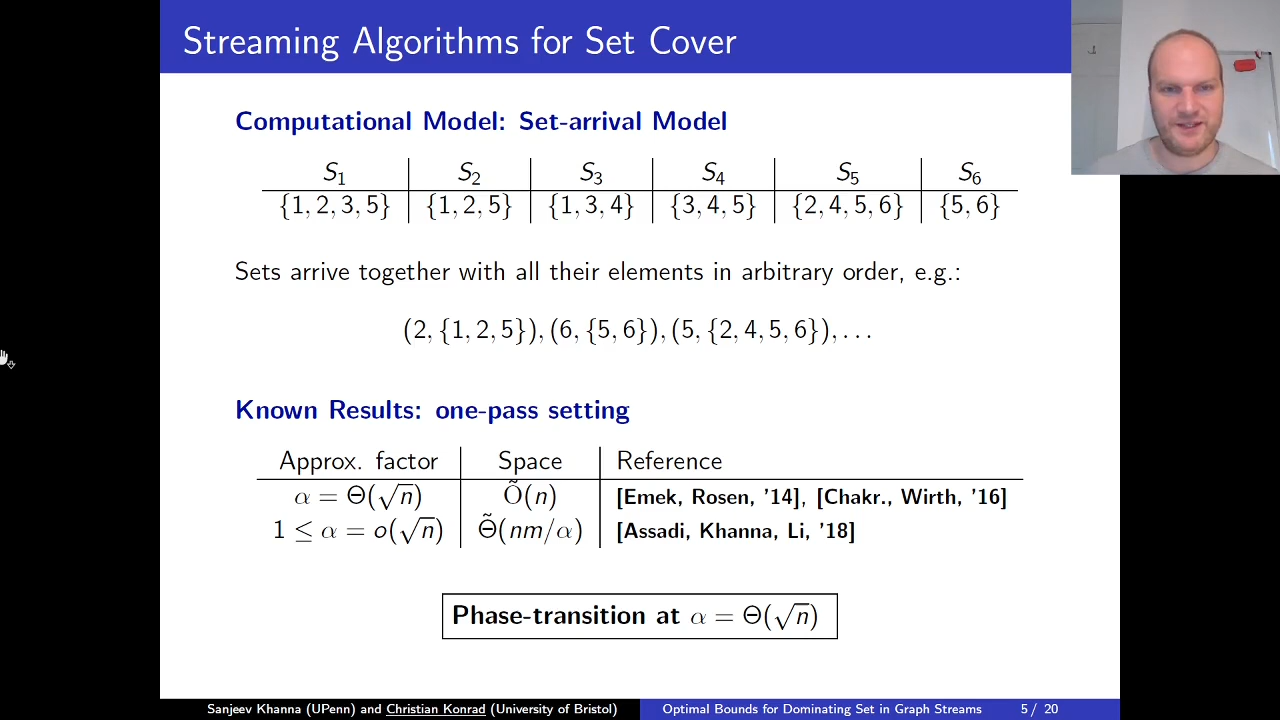 Streaming Algorithms for Set Cover
Computational Model: Set-arrival Model
S₁ S₂ S₃ S₄ S₅ S₆
{1, 2, 3, 5} {1, 2, 5} {1, 3, 4} {3, 4, 5} {2, 4, 5, 6} {5, 6}
Sets arrive together with all their elements in arbitrary order, e.g.:
(2, {1, 2, 5}), (6, {5, 6}), (5, {2, 4, 5, 6}), . . .
Known Results: one-pass setting
Approx. factor Space Reference
α = Θ(√n) Õ(n) [Emek, Rosen, '14], [Chakr., Wirth, '16]
1 ≤ α = o(√n) Θ̃(nm/α) [Assadi, Khanna, Li, '18]
Phase-transition at α = Θ(√n)
Sanjeev Khanna (UPenn) and Christian Konrad (University of Bristol) Optimal Bounds for Dominating Set in Graph Streams 5 / 20